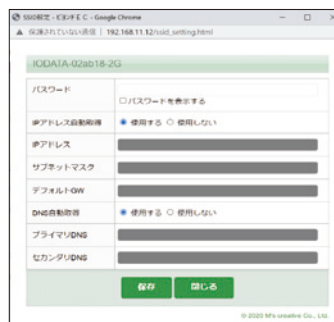 SSID設定 - ビヨンドEC - Google Chrome
保護されていない通信 | 192.168.11.12/ssid_setting.html
IODATA-02ab18-2G
パスワード
パスワードを表示する
IPアドレス自動取得 使用する 使用しない
IPアドレス
サブネットマスク
デフォルトGW
DNS自動取得 使用する 使用しない
プライマリDNS
セカンダリDNS
保存 閉じる
© 2020 M's creative Co., Ltd.